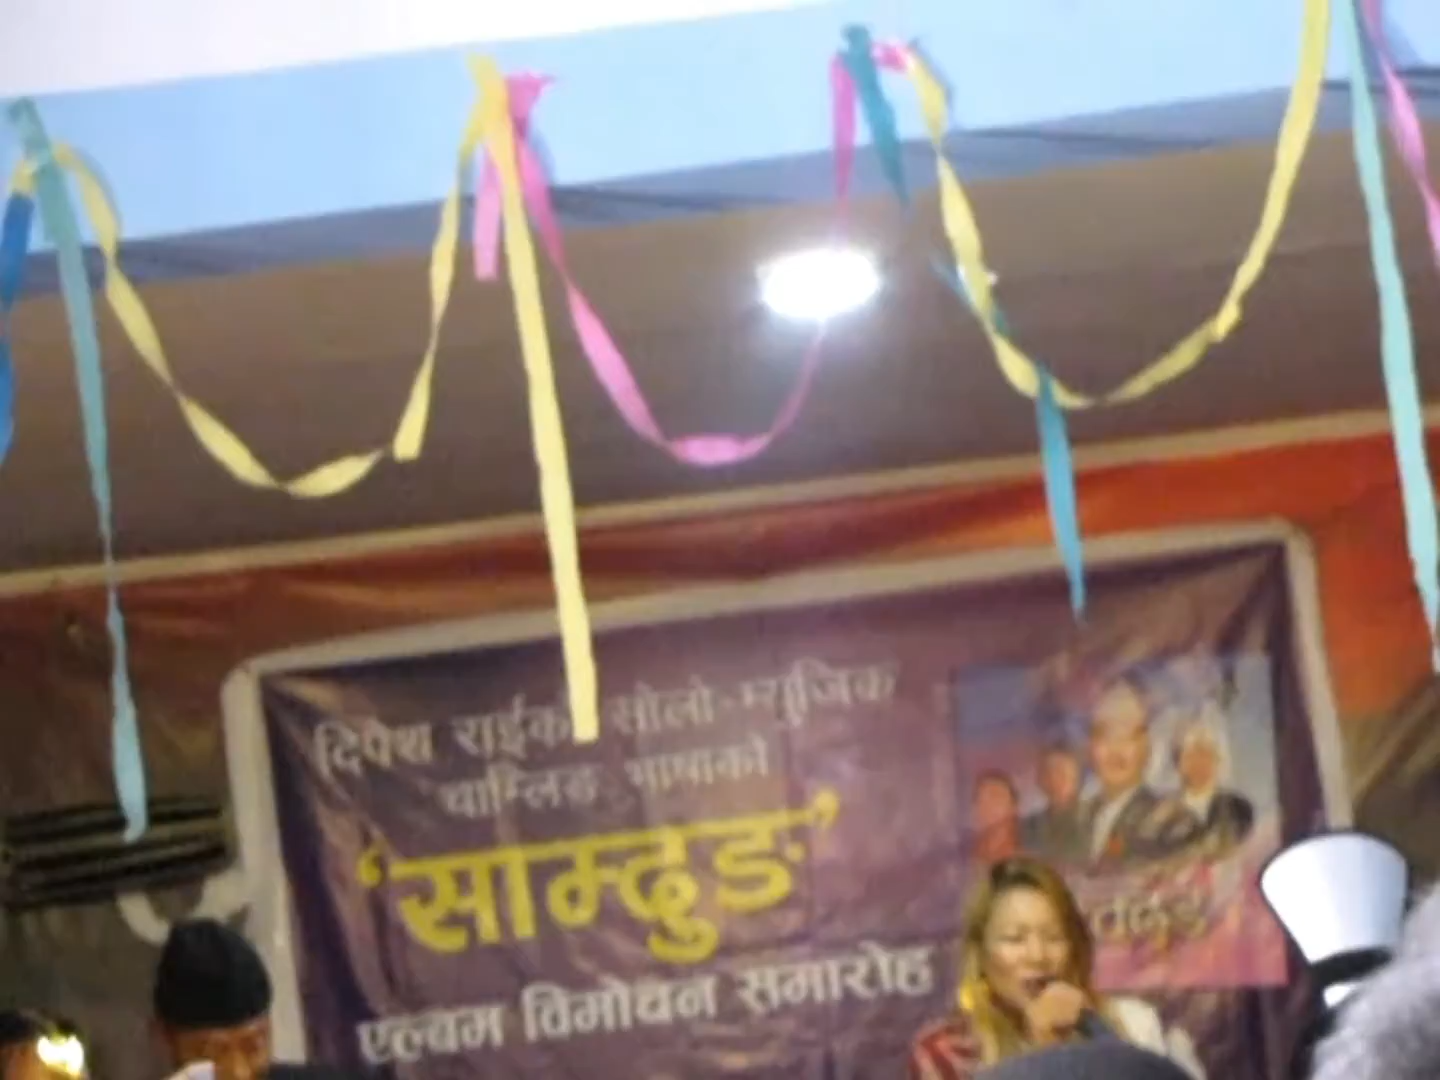 दिपेश राईको सोलो-म्युजिक
चाम्लिङ भाषाको
‘साम्दुङ’
एल्बम विमोचन समारोह